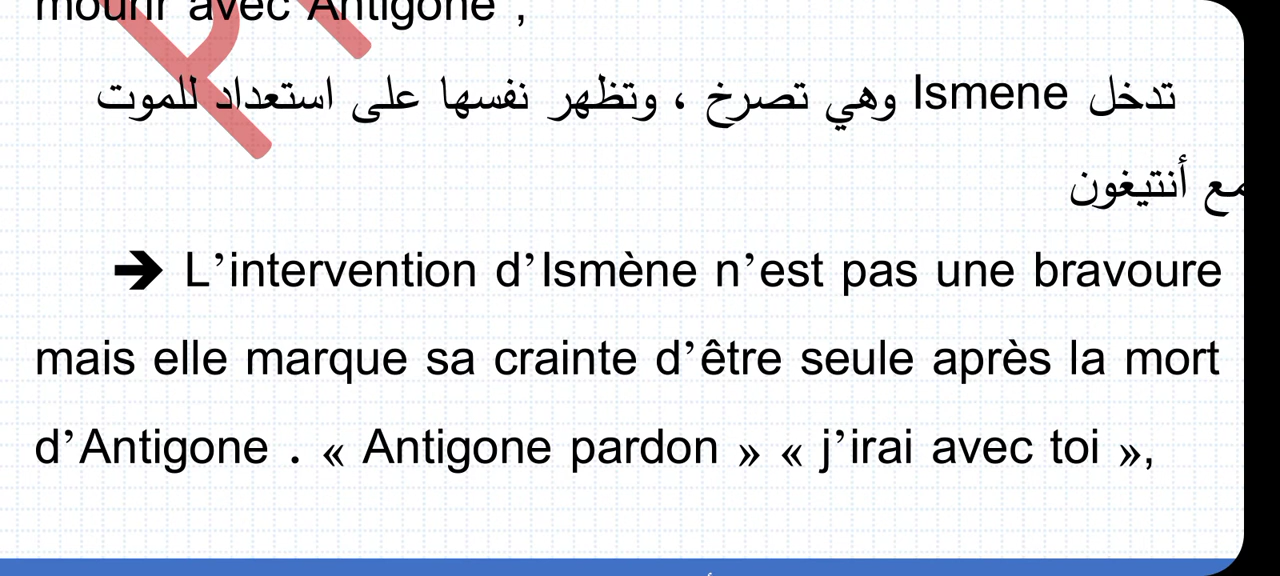 mourir avec Antigone ,
تدخل Ismene وهي تصرخ ، وتظهر نفسها على استعداد للموت
مع أنتيغون
➔ L’intervention d’Ismène n’est pas une bravoure
mais elle marque sa crainte d’être seule après la mort
d’Antigone . « Antigone pardon » « j’irai avec toi »,